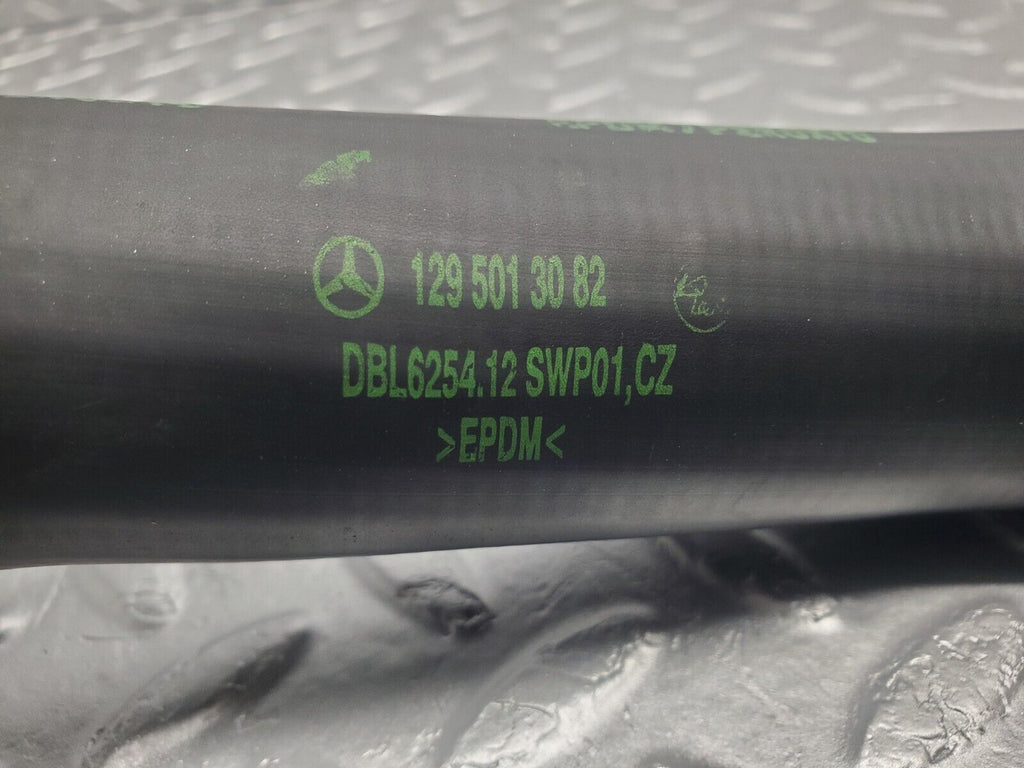 129 501 30 82
DBL6254.12 SWP01,CZ
>EPDM<